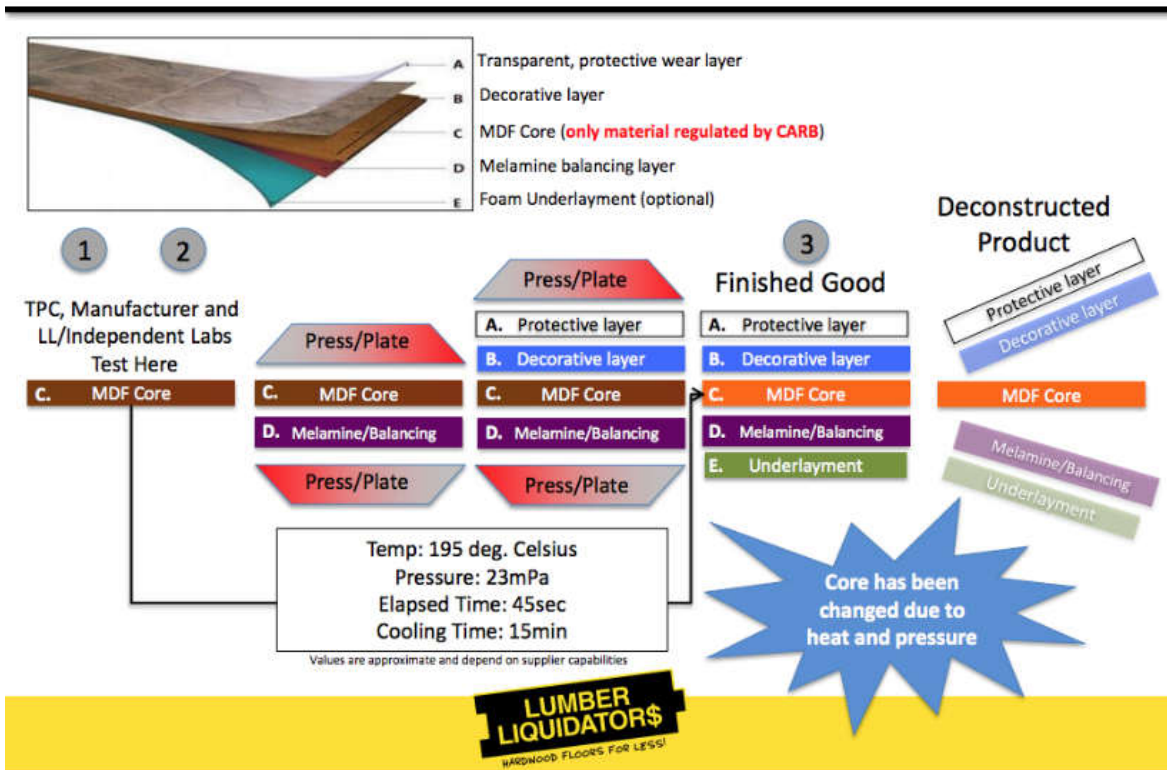 A Transparent, protective wear layer
B Decorative layer
C MDF Core (only material regulated by CARB)
D Melamine balancing layer
E Foam Underlayment (optional)
1
2
TPC, Manufacturer and
LL/Independent Labs
Test Here
C. MDF Core
Press/Plate
C. MDF Core
D. Melamine/Balancing
Press/Plate
Press/Plate
A. Protective layer
B. Decorative layer
C. MDF Core
D. Melamine/Balancing
Press/Plate
3
Finished Good
A. Protective layer
B. Decorative layer
C. MDF Core
D. Melamine/Balancing
E. Underlayment
Deconstructed
Product
Protective layer
Decorative layer
MDF Core
Melamine/Balancing
Underlayment
Temp: 195 deg. Celsius
Pressure: 23mPa
Elapsed Time: 45sec
Cooling Time: 15min
Values are approximate and depend on supplier capabilities
Core has been
changed due to
heat and pressure
LUMBER
LIQUIDATOR$
HARDWOOD FLOORS FOR LESS!